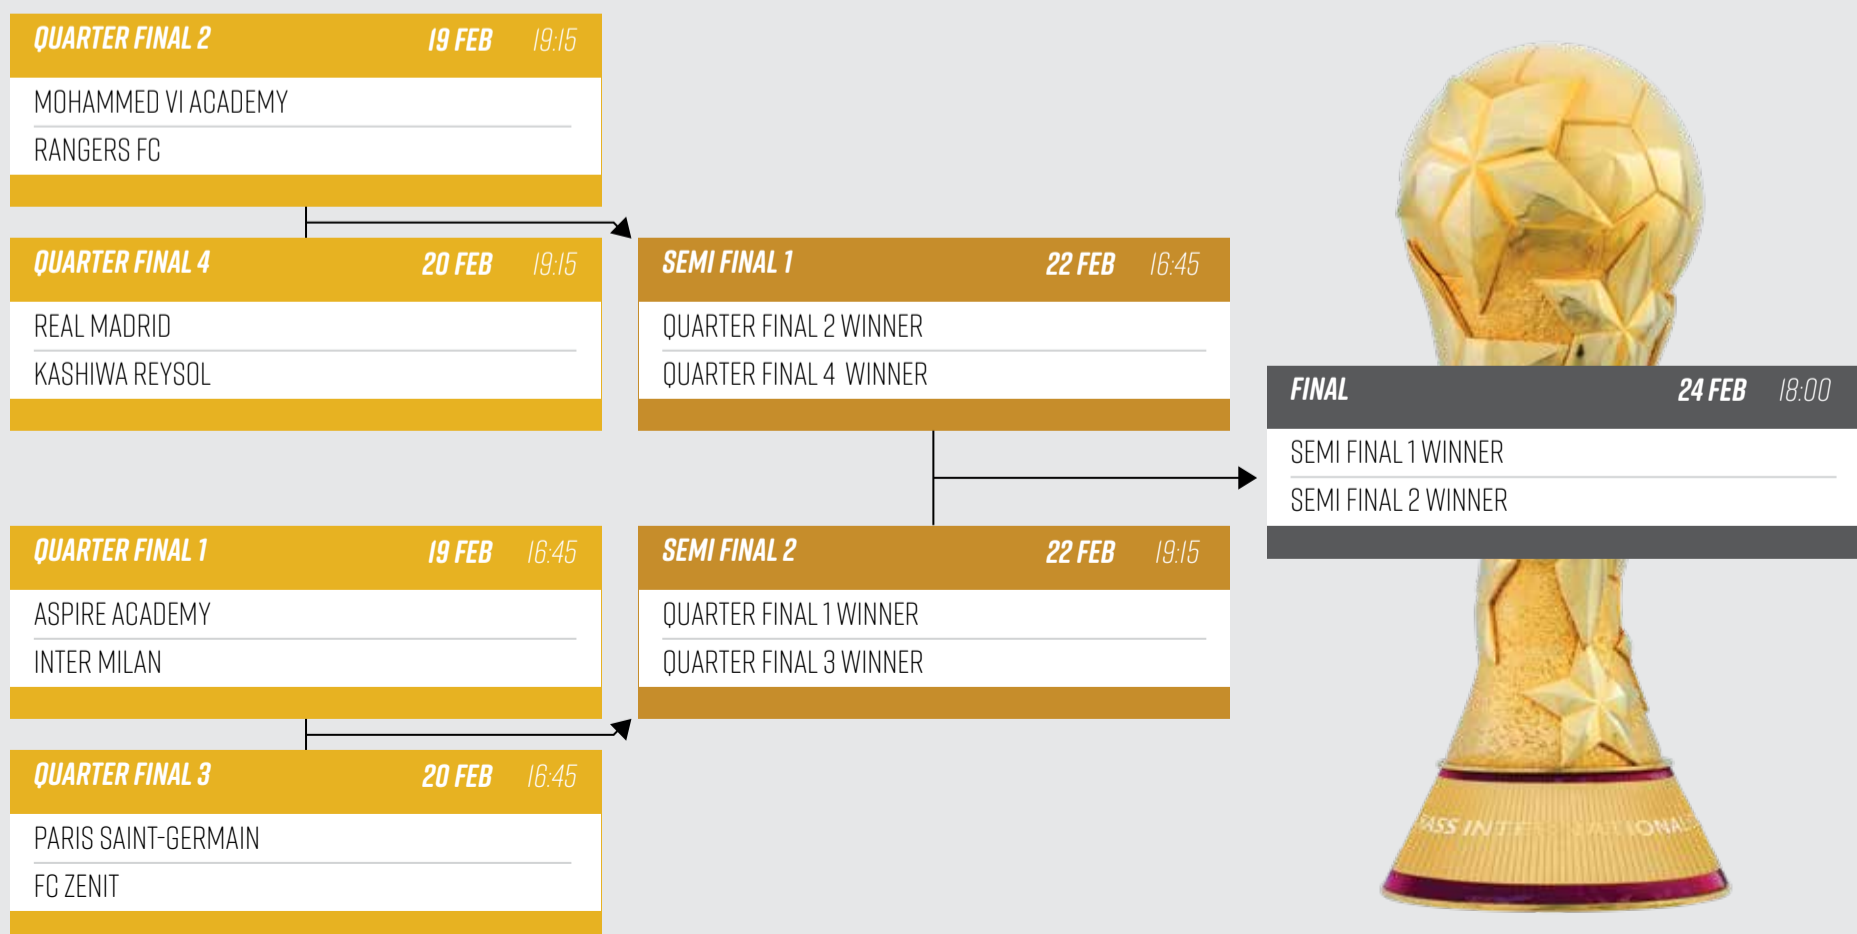 QUARTER FINAL 2 19 FEB 19:15
MOHAMMED VI ACADEMY
RANGERS FC
QUARTER FINAL 4 20 FEB 19:15
REAL MADRID
KASHIWA REYSOL
SEMI FINAL 1 22 FEB 16:45
QUARTER FINAL 2 WINNER
QUARTER FINAL 4 WINNER
FINAL 24 FEB 18:00
SEMI FINAL 1 WINNER
SEMI FINAL 2 WINNER
QUARTER FINAL 1 19 FEB 16:45
ASPIRE ACADEMY
INTER MILAN
SEMI FINAL 2 22 FEB 19:15
QUARTER FINAL 1 WINNER
QUARTER FINAL 3 WINNER
QUARTER FINAL 3 20 FEB 16:45
PARIS SAINT-GERMAIN
FC ZENIT